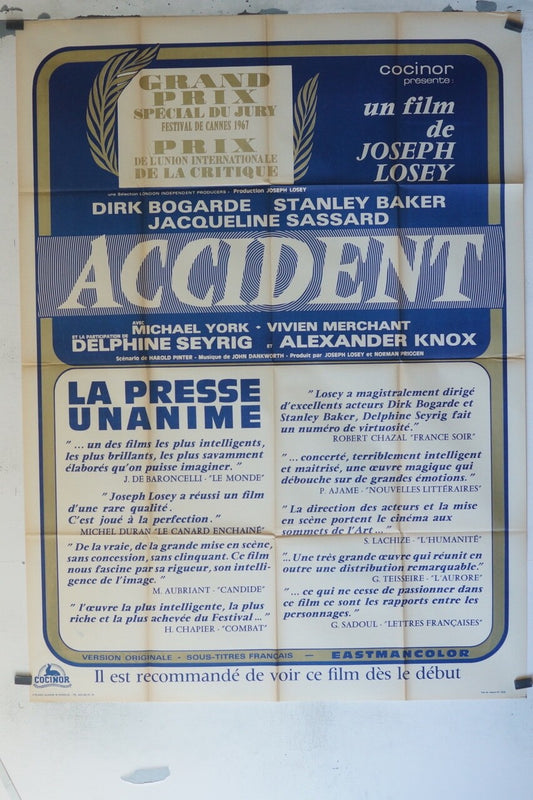 GRAND
PRIX
SPÉCIAL DU JURY
FESTIVAL DE CANNES 1967
PRIX
DE L'UNION INTERNATIONALE
DE LA CRITIQUE
cocinor
présente :
un film
de
JOSEPH
LOSEY
une Sélection LONDON INDEPENDENT PRODUCERS - Production JOSEPH LOSEY
DIRK BOGARDE STANLEY BAKER
JACQUELINE SASSARD
ACCIDENT
AVEC MICHAEL YORK - VIVIEN MERCHANT
ET LA PARTICIPATION DE DELPHINE SEYRIG ET ALEXANDER KNOX
Scénario de HAROLD PINTER - Musique de JOHN DANKWORTH - Produit par JOSEPH LOSEY et NORMAN PRIGGEN
LA PRESSE
UNANIME
" ... un des films les plus intelligents,
les plus brillants, les plus savamment
élaborés qu'on puisse imaginer. "
J. DE BARONCELLI - "LE MONDE"
" Joseph Losey a réussi un film
d'une rare qualité.
C'est joué à la perfection. "
MICHEL DURAN "LE CANARD ENCHAINÉ"
" De la vraie, de la grande mise en scène,
sans concession, sans clinquant. Ce film
nous fascine par sa rigueur, son intelli-
gence de l'image. "
M. AUBRIANT - "CANDIDE"
" l'œuvre la plus intelligente, la plus
riche et la plus achevée du Festival ... "
H. CHAPIER - "COMBAT"
" Losey a magistralement dirigé
d'excellents acteurs Dirk Bogarde et
Stanley Baker, Delphine Seyrig fait
un numéro de virtuosité."
ROBERT CHAZAL "FRANCE SOIR"
" ... concerté, terriblement intelligent
et maitrisé, une œuvre magique qui
débouche sur de grandes émotions."
P. AJAME - "NOUVELLES LITTÉRAIRES"
" La direction des acteurs et la mise
en scène portent le cinéma aux
sommets de l'Art ... "
S. LACHIZE - "L'HUMANITÉ"
"...Une très grande œuvre qui réunit en
outre une distribution remarquable."
G. TEISSEIRE - "L'AURORE"
" ... ce qui ne cesse de passionner dans
ce film ce sont les rapports entre les
personnages. "
G. SADOUL - "LETTRES FRANÇAISES"
VERSION ORIGINALE - SOUS-TITRES FRANÇAIS - EASTMANCOLOR
COCINOR
Il est recommandé de voir ce film dès le début